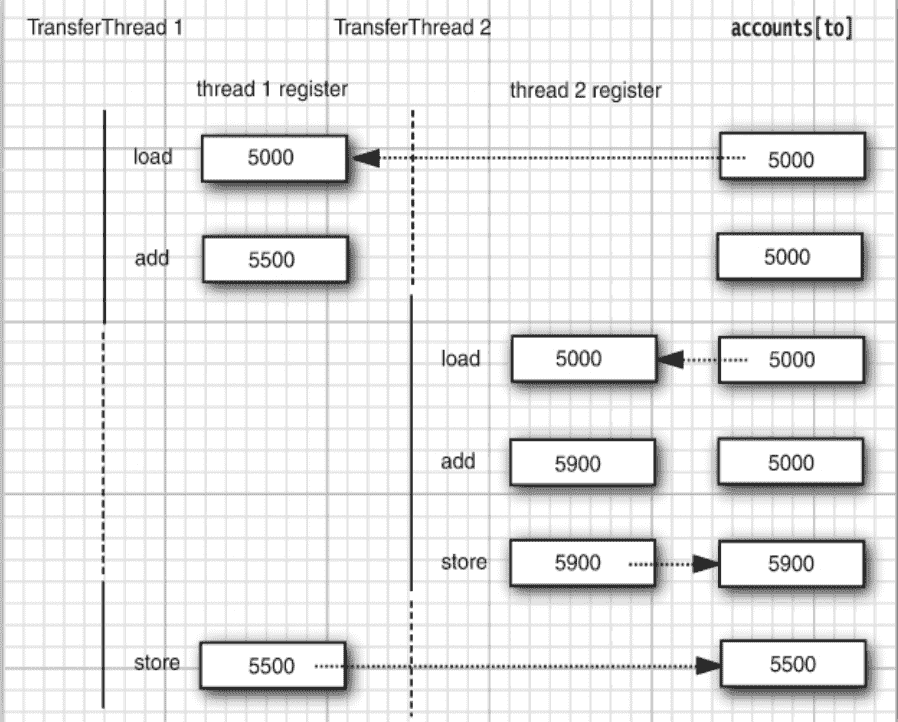 TransferThread 1 TransferThread 2 accounts[to]
thread 1 register thread 2 register
load 5000 5000
add 5500 5000
load 5000 5000
add 5900 5000
store 5900 5900
store 5500 5500